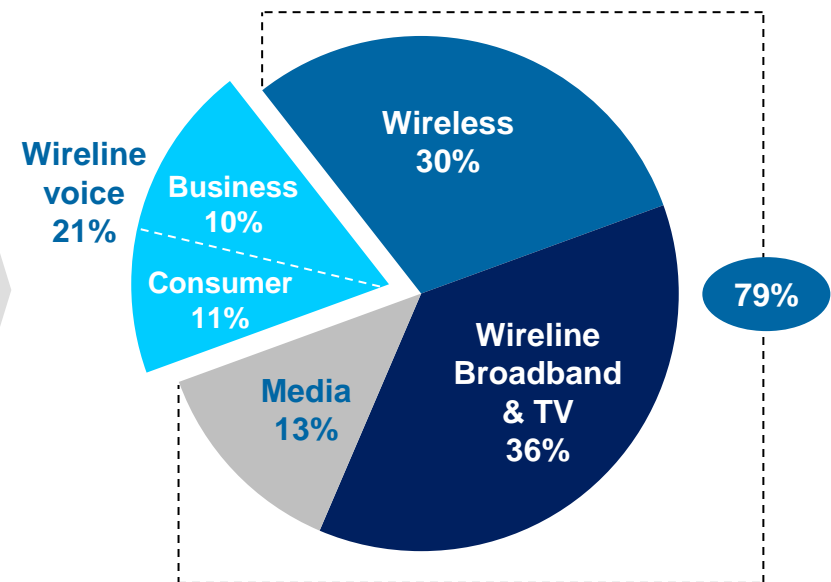 Wireless
30%
Wireline
voice
21%
Business
10%
Consumer
11%
79%
Wireline
Broadband
& TV
36%
Media
13%